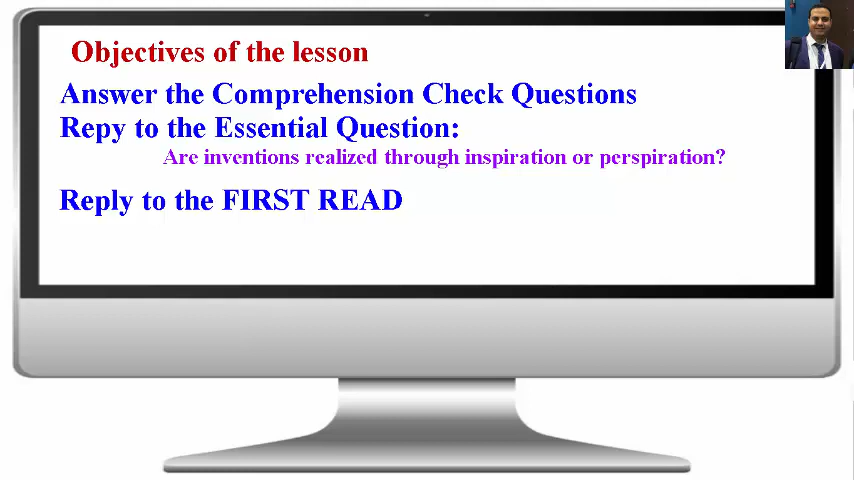 Objectives of the lesson
Answer the Comprehension Check Questions
Repy to the Essential Question:
Are inventions realized through inspiration or perspiration?
Reply to the FIRST READ